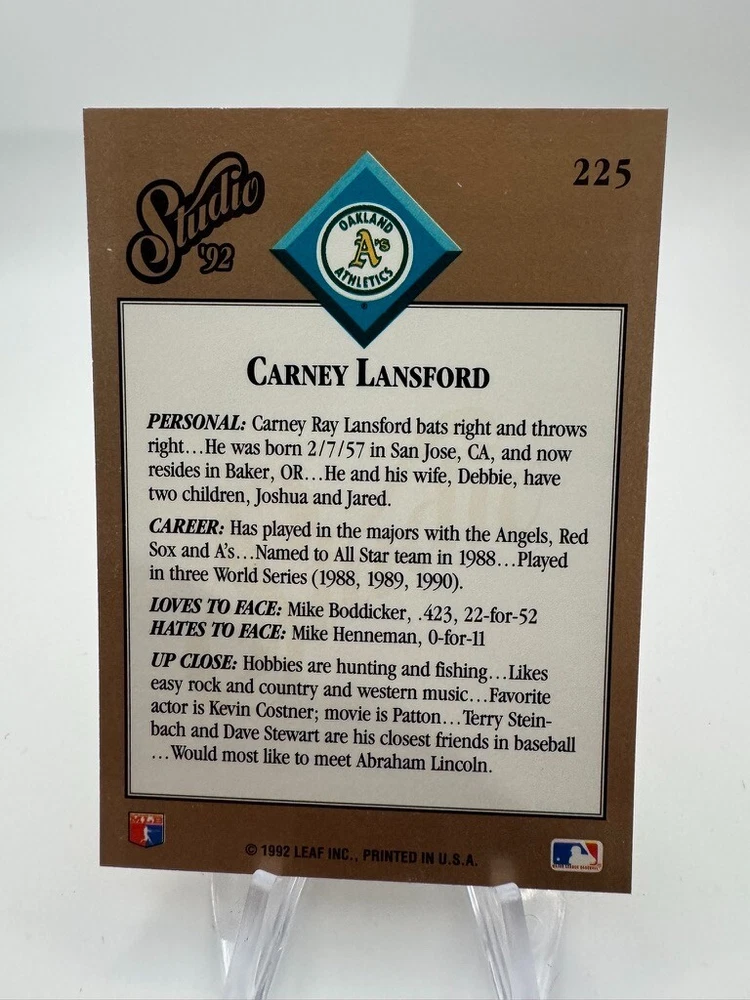 Studio
'92
225
OAKLAND
A's
ATHLETICS
®
CARNEY LANSFORD
PERSONAL: Carney Ray Lansford bats right and throws
right...He was born 2/7/57 in San Jose, CA, and now
resides in Baker, OR...He and his wife, Debbie, have
two children, Joshua and Jared.
CAREER: Has played in the majors with the Angels, Red
Sox and A's...Named to All Star team in 1988...Played
in three World Series (1988, 1989, 1990).
LOVES TO FACE: Mike Boddicker, .423, 22-for-52
HATES TO FACE: Mike Henneman, 0-for-11
UP CLOSE: Hobbies are hunting and fishing...Likes
easy rock and country and western music...Favorite
actor is Kevin Costner; movie is Patton...Terry Stein-
bach and Dave Stewart are his closest friends in baseball
...Would most like to meet Abraham Lincoln.
© 1992 LEAF INC., PRINTED IN U.S.A.